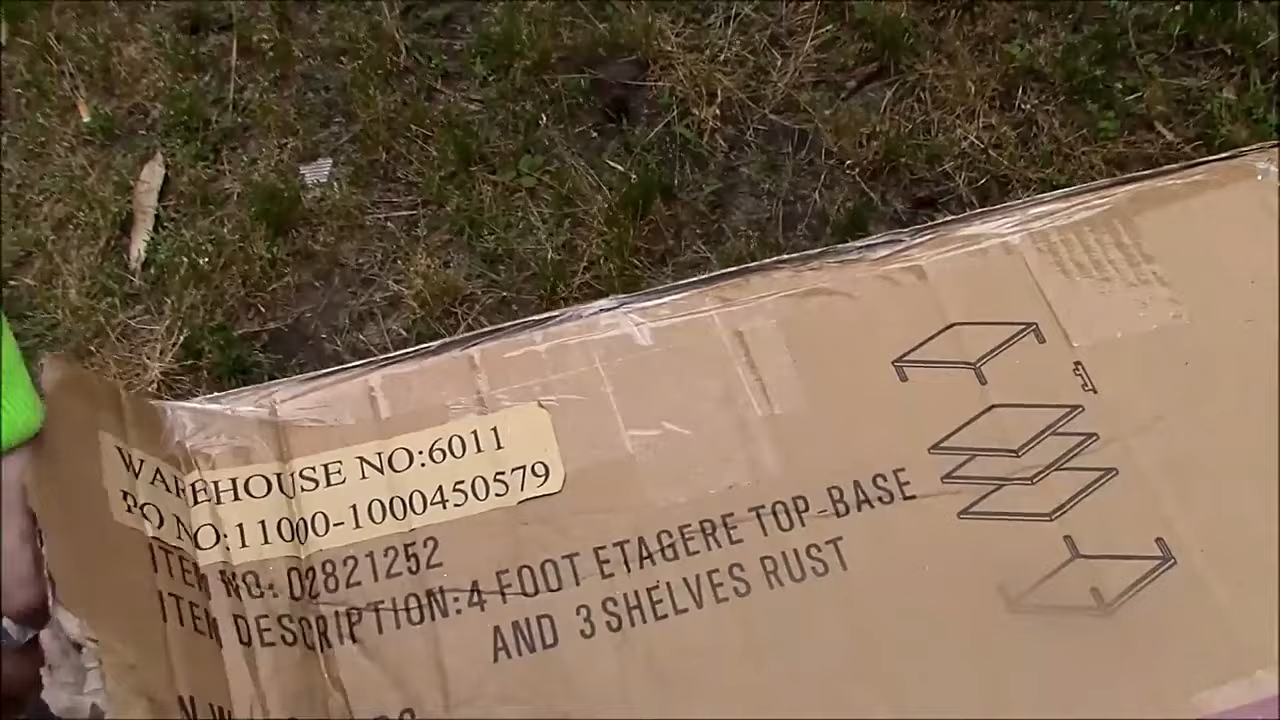 WAREHOUSE NO:6011
PO NO:11000-1000450579
ITEM NO: 02821252
ITEM DESCRIPTION:4 FOOT ETAGERE TOP-BASE
AND 3 SHELVES RUST